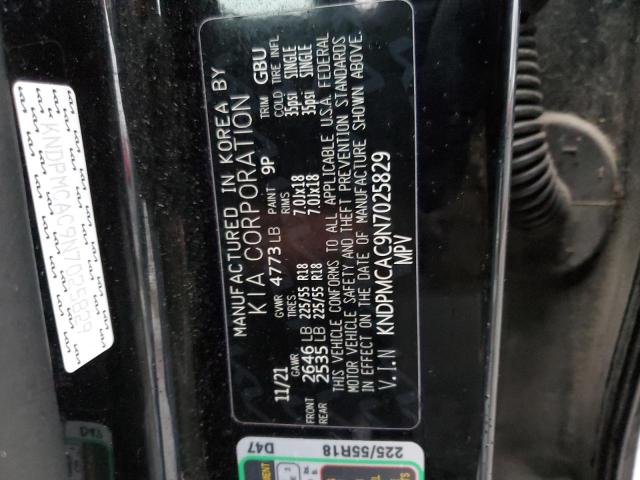 MANUFACTURED IN KOREA BY
KIA CORPORATION
11/21 GVWR 4773 LB PAINT 9P TRIM GBU
GAWR TIRES RIMS COLD TIRE INFL
FRONT 2646 LB 225/55 R18 7.0Jx18 35psi SINGLE
REAR 2535 LB 225/55 R18 7.0Jx18 35psi SINGLE
THIS VEHICLE CONFORMS TO ALL APPLICABLE U.S.A. FEDERAL
MOTOR VEHICLE SAFETY AND THEFT PREVENTION STANDARDS
IN EFFECT ON THE DATE OF MANUFACTURE SHOWN ABOVE.
V.I.N KNDPMCAC9N7025829
MPV
KNDPMCAC9N7025829
D47
225/55R18